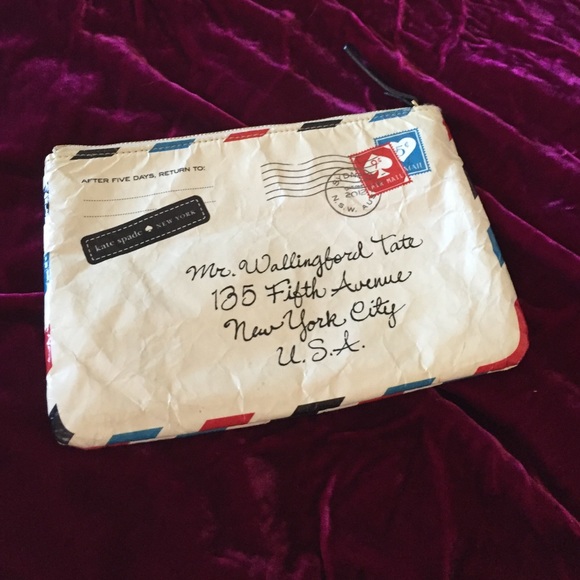 AFTER FIVE DAYS, RETURN TO:
kate spade NEW YORK
5¢
MAIL
Mr. Wallingford Tate
135 Fifth Avenue
New York City
U.S.A.